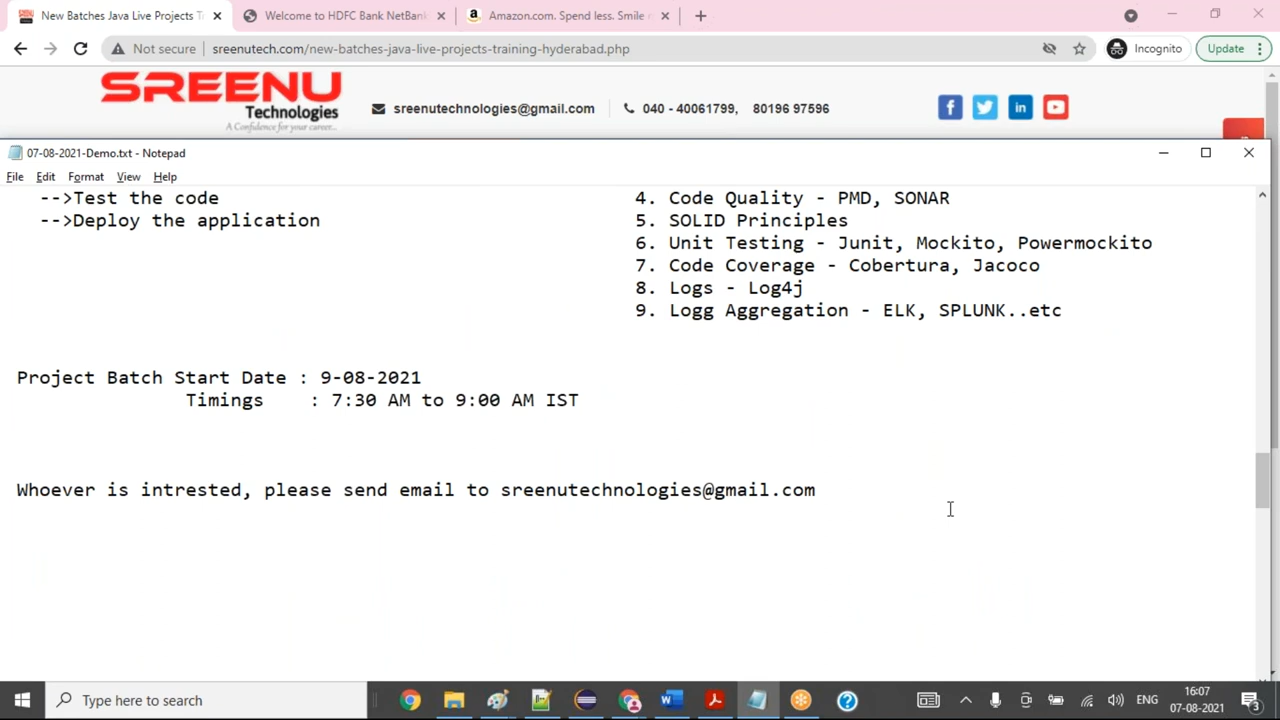 New Batches Java Live Projects T
Welcome to HDFC Bank NetBank
Amazon.com. Spend less. Smile
Not secure
sreenutech.com/new-batches-java-live-projects-training-hyderabad.php
Incognito
Update
SREENU
Technologies
A Confidence for your career...
sreenutechnologies@gmail.com
040 - 40061799, 80196 97596
07-08-2021-Demo.txt - Notepad
File Edit Format View Help
-->Test the code
-->Deploy the application
4. Code Quality - PMD, SONAR
5. SOLID Principles
6. Unit Testing - Junit, Mockito, Powermockito
7. Code Coverage - Cobertura, Jacoco
8. Logs - Log4j
9. Logg Aggregation - ELK, SPLUNK..etc
Project Batch Start Date : 9-08-2021
Timings : 7:30 AM to 9:00 AM IST
Whoever is intrested, please send email to sreenutechnologies@gmail.com
Type here to search
ENG
16:07
07-08-2021
3